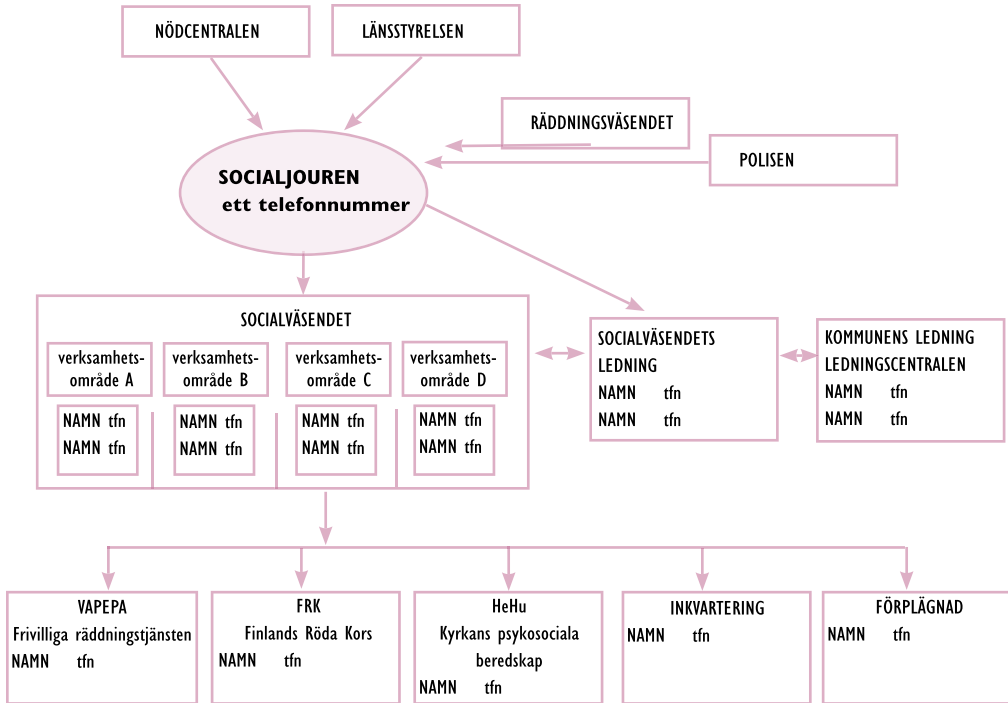 NÖDCENTRALEN
LÄNSSTYRELSEN
RÄDDNINGSVÄSENDET
POLISEN
SOCIALJOUREN
ett telefonnummer
SOCIALVÄSENDET
verksamhets-
område A
NAMN tfn
NAMN tfn
verksamhets-
område B
NAMN tfn
NAMN tfn
verksamhets-
område C
NAMN tfn
NAMN tfn
verksamhets-
område D
NAMN tfn
NAMN tfn
SOCIALVÄSENDETS
LEDNING
NAMN tfn
NAMN tfn
KOMMUNENS LEDNING
LEDNINGSCENTRALEN
NAMN tfn
NAMN tfn
VAPEPA
Frivilliga räddningstjänsten
NAMN tfn
FRK
Finlands Röda Kors
NAMN tfn
HeHu
Kyrkans psykosociala
beredskap
NAMN tfn
INKVARTERING
NAMN tfn
FÖRPLÄGNAD
NAMN tfn